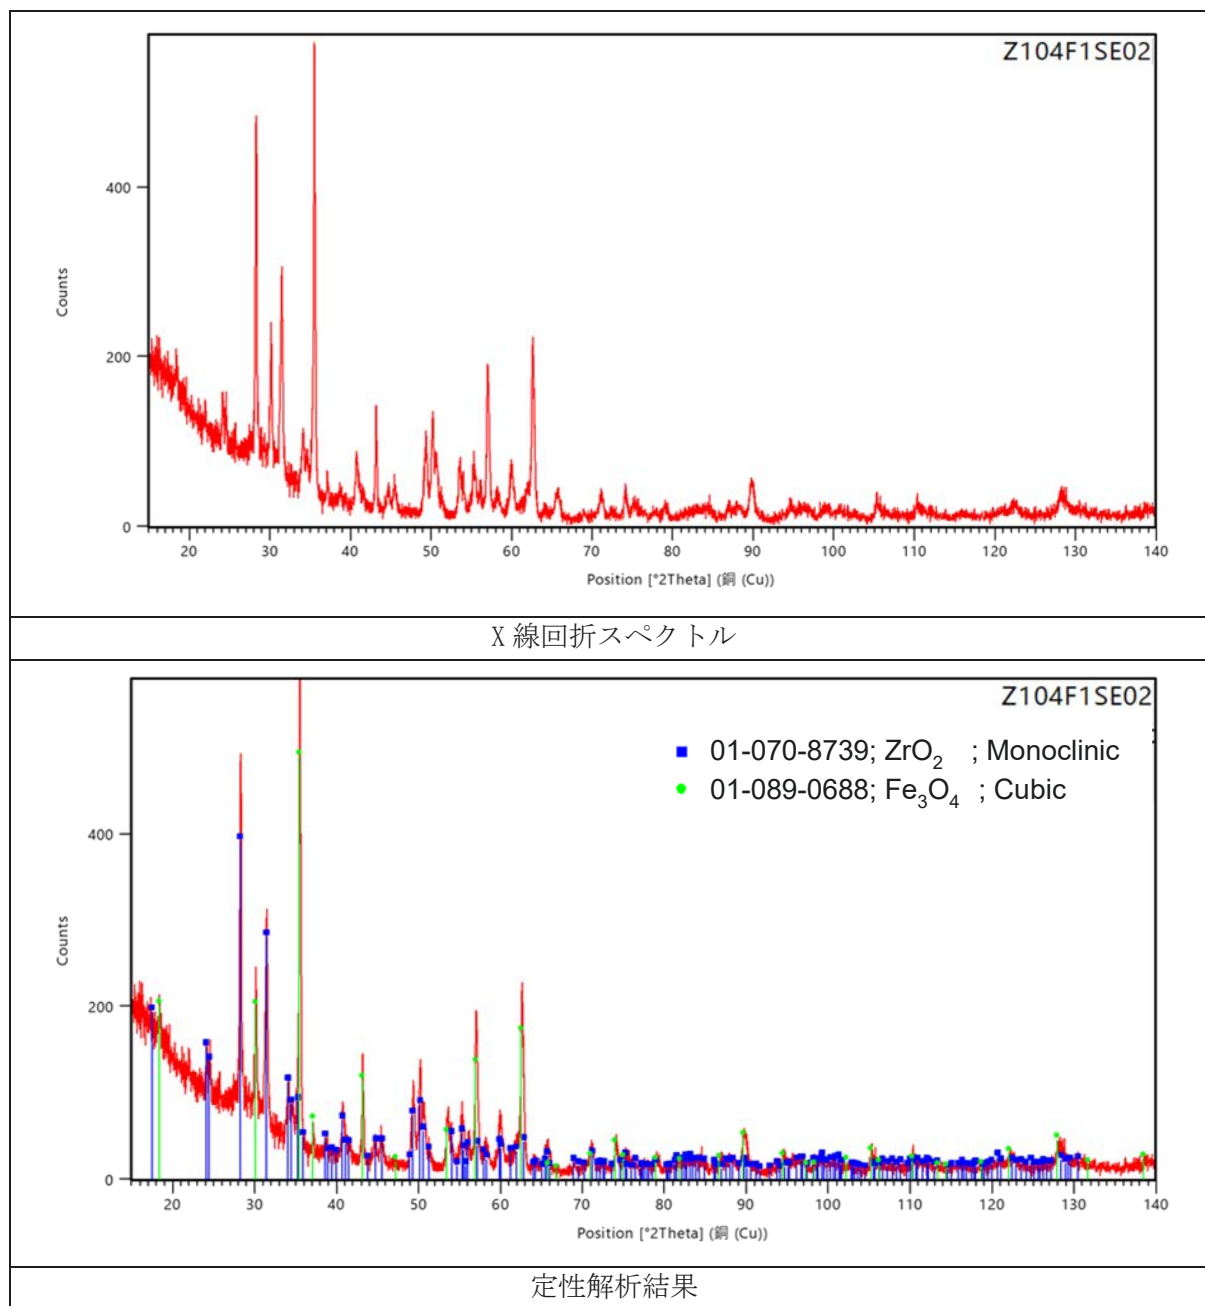 Z104F1SE02
400
200
0
Counts
20 30 40 50 60 70 80 90 100 110 120 130 140
Position [°2Theta] (銅 (Cu))
X 線回折スペクトル
Z104F1SE02
01-070-8739; ZrO2 ; Monoclinic
01-089-0688; Fe3O4 ; Cubic
400
200
0
Counts
20 30 40 50 60 70 80 90 100 110 120 130 140
Position [°2Theta] (銅 (Cu))
定性解析結果